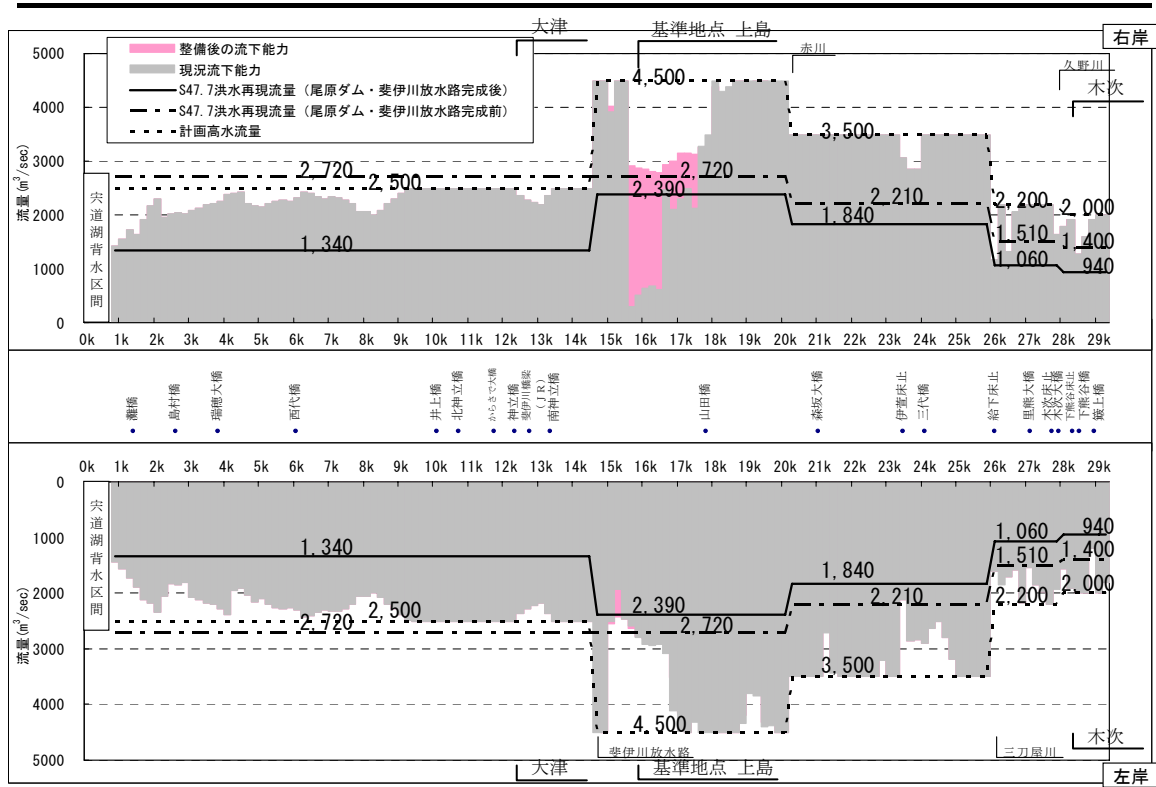 大津
基準地点 上島
右岸
赤川
久野川
木次
整備後の流下能力
現況流下能力
S47.7洪水再現流量（尾原ダム・斐伊川放水路完成後）
S47.7洪水再現流量（尾原ダム・斐伊川放水路完成前）
計画高水流量
流量(m³/sec)
5000
4000
3000
2000
1000
0
宍道湖背水区間
2,720
2,500
1,340
4,500
2,720
2,390
3,500
2,210
1,840
2,200
1,510
1,060
2,000
1,400
940
0k 1k 2k 3k 4k 5k 6k 7k 8k 9k 10k 11k 12k 13k 14k 15k 16k 17k 18k 19k 20k 21k 22k 23k 24k 25k 26k 27k 28k 29k
灘橋
島村橋
瑞穂大橋
西代橋
井上橋
北神立橋
からさで大橋
神立橋
斐伊川橋梁（JR）
南神立橋
山田橋
森坂大橋
伊萱床止
三代橋
給下床止
里熊大橋
木次床止
木次大橋
下熊谷床止
下熊谷橋
簸上橋
0k 1k 2k 3k 4k 5k 6k 7k 8k 9k 10k 11k 12k 13k 14k 15k 16k 17k 18k 19k 20k 21k 22k 23k 24k 25k 26k 27k 28k 29k
流量(m³/sec)
0
1000
2000
3000
4000
5000
宍道湖背水区間
1,340
2,500
2,720
2,390
2,720
4,500
1,840
2,210
3,500
1,060
1,510
2,200
940
1,400
2,000
斐伊川放水路
三刀屋川
木次
大津
基準地点 上島
左岸